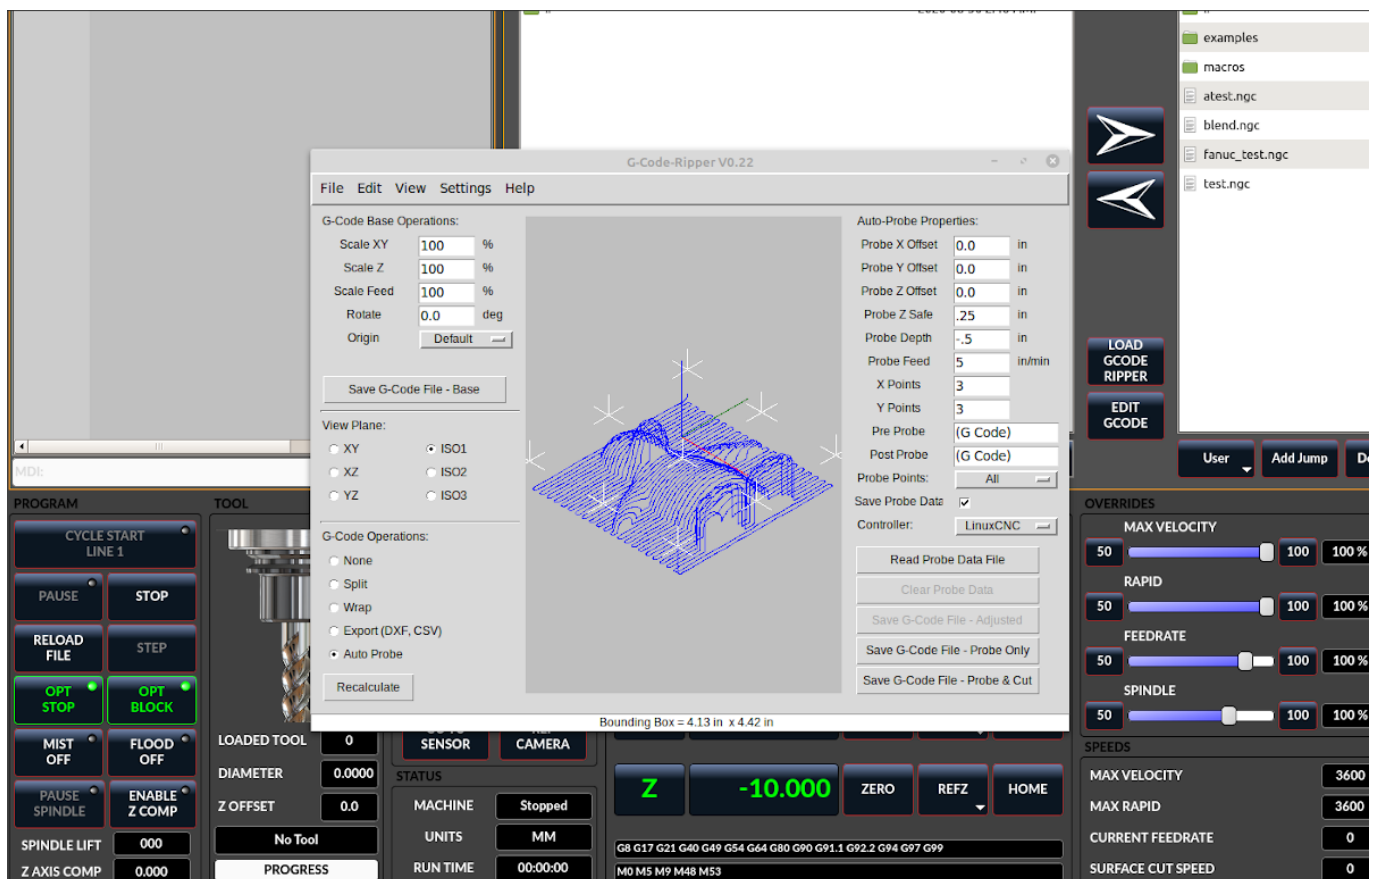 examples
macros
atest.ngc
blend.ngc
fanuc_test.ngc
test.ngc
G-Code-Ripper V0.22
File Edit View Settings Help
G-Code Base Operations:
Scale XY 100 %
Scale Z 100 %
Scale Feed 100 %
Rotate 0.0 deg
Origin Default
Save G-Code File - Base
View Plane:
XY ISO1
XZ ISO2
YZ ISO3
G-Code Operations:
None
Split
Wrap
Export (DXF, CSV)
Auto Probe
Recalculate
Auto-Probe Properties:
Probe X Offset 0.0 in
Probe Y Offset 0.0 in
Probe Z Offset 0.0 in
Probe Z Safe .25 in
Probe Depth -.5 in
Probe Feed 5 in/min
X Points 3
Y Points 3
Pre Probe (G Code)
Post Probe (G Code)
Probe Points: All
Save Probe Data
Controller: LinuxCNC
Read Probe Data File
Clear Probe Data
Save G-Code File - Adjusted
Save G-Code File - Probe Only
Save G-Code File - Probe & Cut
Bounding Box = 4.13 in x 4.42 in
LOAD
GCODE
RIPPER
EDIT
GCODE
User Add Jump
MDI:
PROGRAM
CYCLE START
LINE 1
PAUSE STOP
RELOAD
FILE
STEP
OPT
STOP
OPT
BLOCK
MIST
OFF
FLOOD
OFF
PAUSE
SPINDLE
ENABLE
Z COMP
SPINDLE LIFT 000
Z AXIS COMP 0.000
TOOL
LOADED TOOL 0
DIAMETER 0.0000
Z OFFSET 0.0
No Tool
PROGRESS
SENSOR
CAMERA
STATUS
MACHINE Stopped
UNITS MM
RUN TIME 00:00:00
Z -10.000 ZERO REFZ HOME
G8 G17 G21 G40 G49 G54 G64 G80 G90 G91.1 G92.2 G94 G97 G99
M0 M5 M9 M48 M53
OVERRIDES
MAX VELOCITY
50 100 100 %
RAPID
50 100 100 %
FEEDRATE
50 100 100 %
SPINDLE
50 100 100 %
SPEEDS
MAX VELOCITY 3600
MAX RAPID 3600
CURRENT FEEDRATE 0
SURFACE CUT SPEED 0